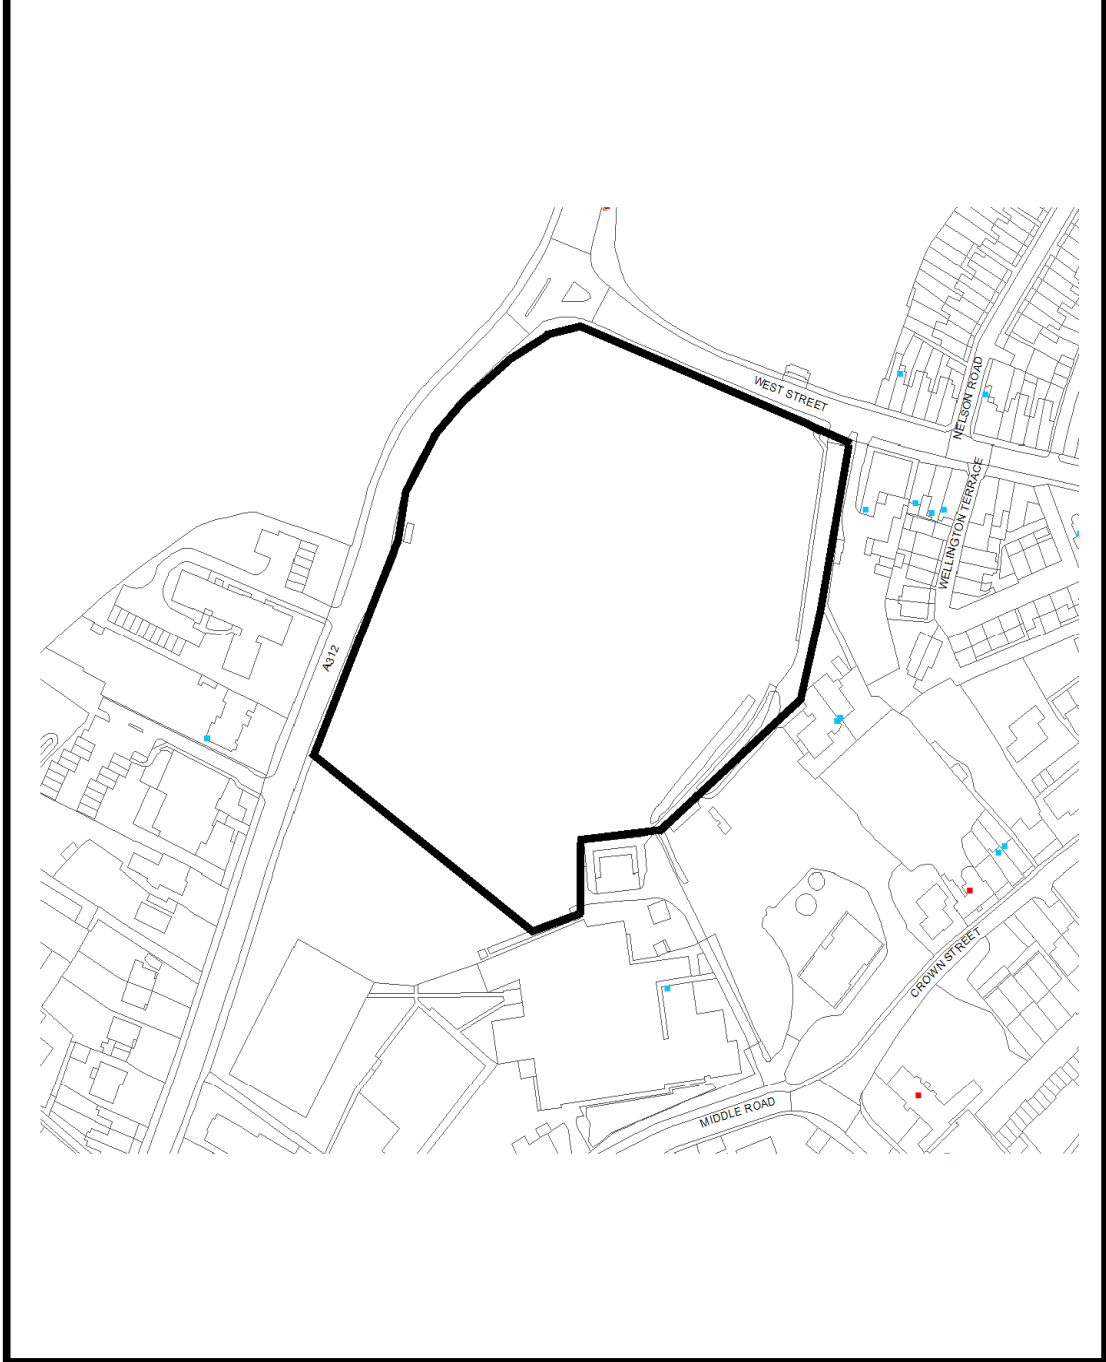 WEST STREET
NELSON ROAD
WELLINGTON TERRACE
A312
CROWN STREET
MIDDLE ROAD